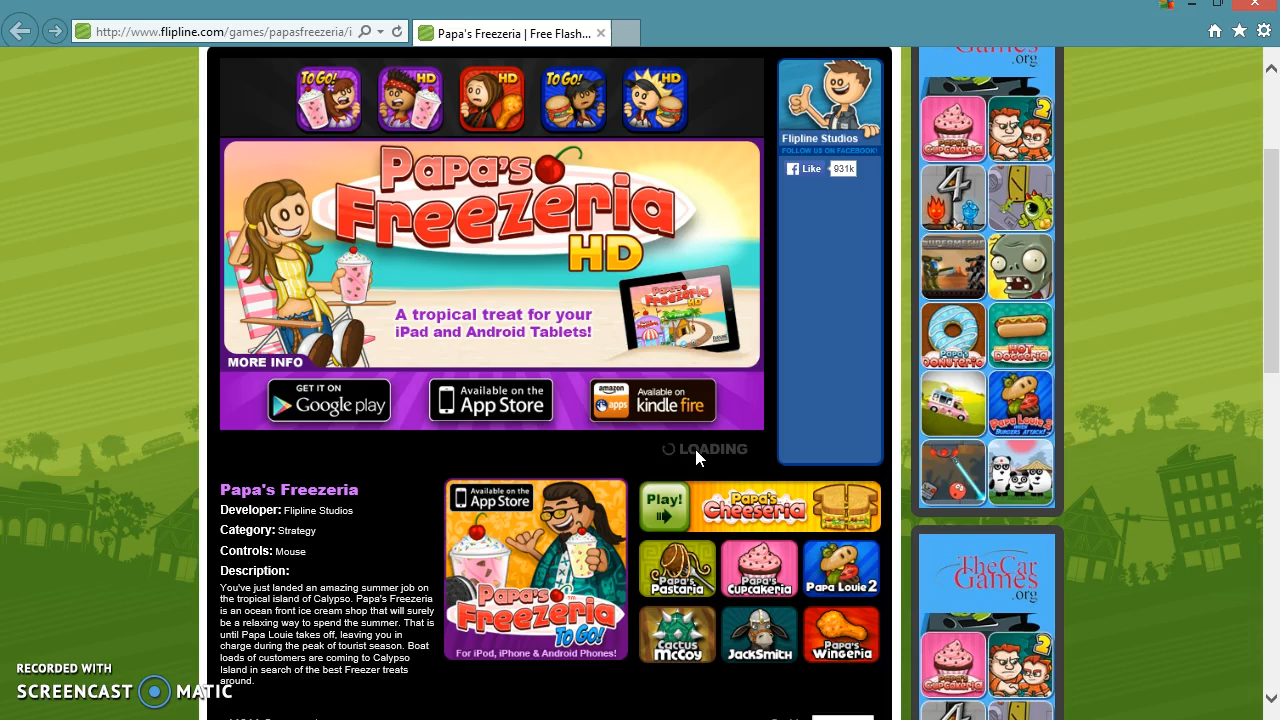 http://www.flipline.com/games/papasfreezeria/i
Papa's Freezeria | Free Flash...
TO GO!
HD
HD
TO GO!
HD
Papa's
Freezeria
HD
A tropical treat for your
iPad and Android Tablets!
MORE INFO
GET IT ON
Google play
Available on the
App Store
amazon
apps
Available on
kindle fire
Flipline Studios
FOLLOW US ON FACEBOOK!
Like
931k
LOADING
Papa's Freezeria
Developer: Flipline Studios
Category: Strategy
Controls: Mouse
Description:
You've just landed an amazing summer job on
the tropical island of Calypso. Papa's Freezeria
is an ocean front ice cream shop that will surely
be a relaxing way to spend the summer. That is
until Papa Louie takes off, leaving you in
charge during the peak of tourist season. Boat
loads of customers are coming to Calypso
Island in search of the best Freezer treats
around.
Available on the
App Store
Papa's
Freezeria
TO GO!
For iPod, iPhone & Android Phones!
Play!
Papa's
Cheeseria
Papa's
Pastaria
Papa's
Cupcakeria
Papa Louie 2
Cactus
McCoy
JackSmith
Papa's
Wingeria
Games
.org
Papa's
Cupcakeria
2
4
Papa's
Donuteria
Hot
Doggeria
Papa Louie 2
TheCar
Games
.org
Papa's
Cupcakeria
2
4
RECORDED WITH
SCREENCAST MATIC